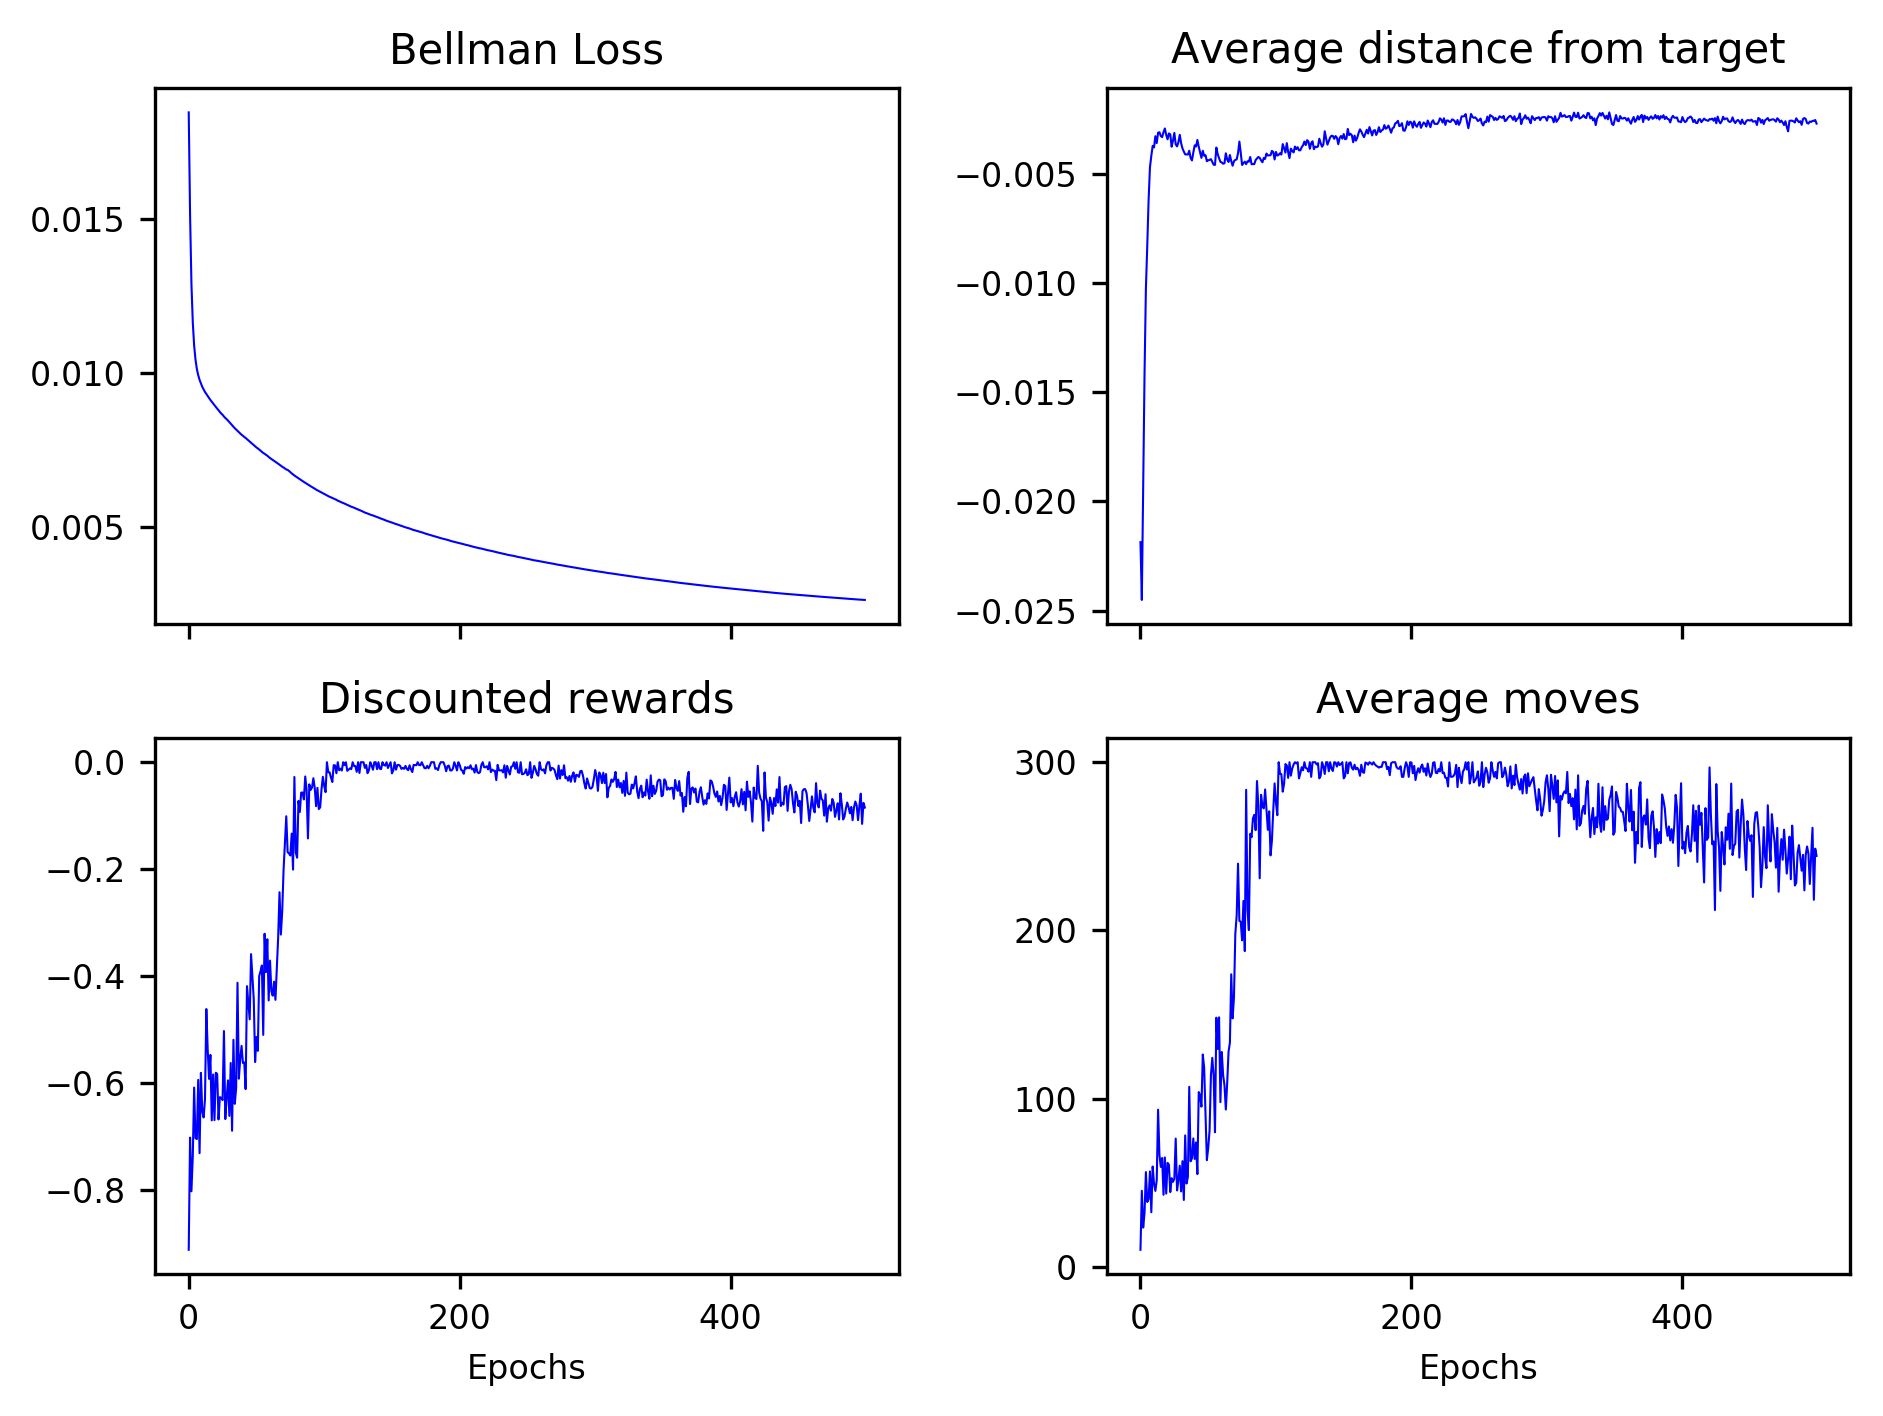 Bellman Loss
0.015
0.010
0.005
Average distance from target
−0.005
−0.010
−0.015
−0.020
−0.025
Discounted rewards
0.0
−0.2
−0.4
−0.6
−0.8
0 200 400
Epochs
Average moves
300
200
100
0
0 200 400
Epochs